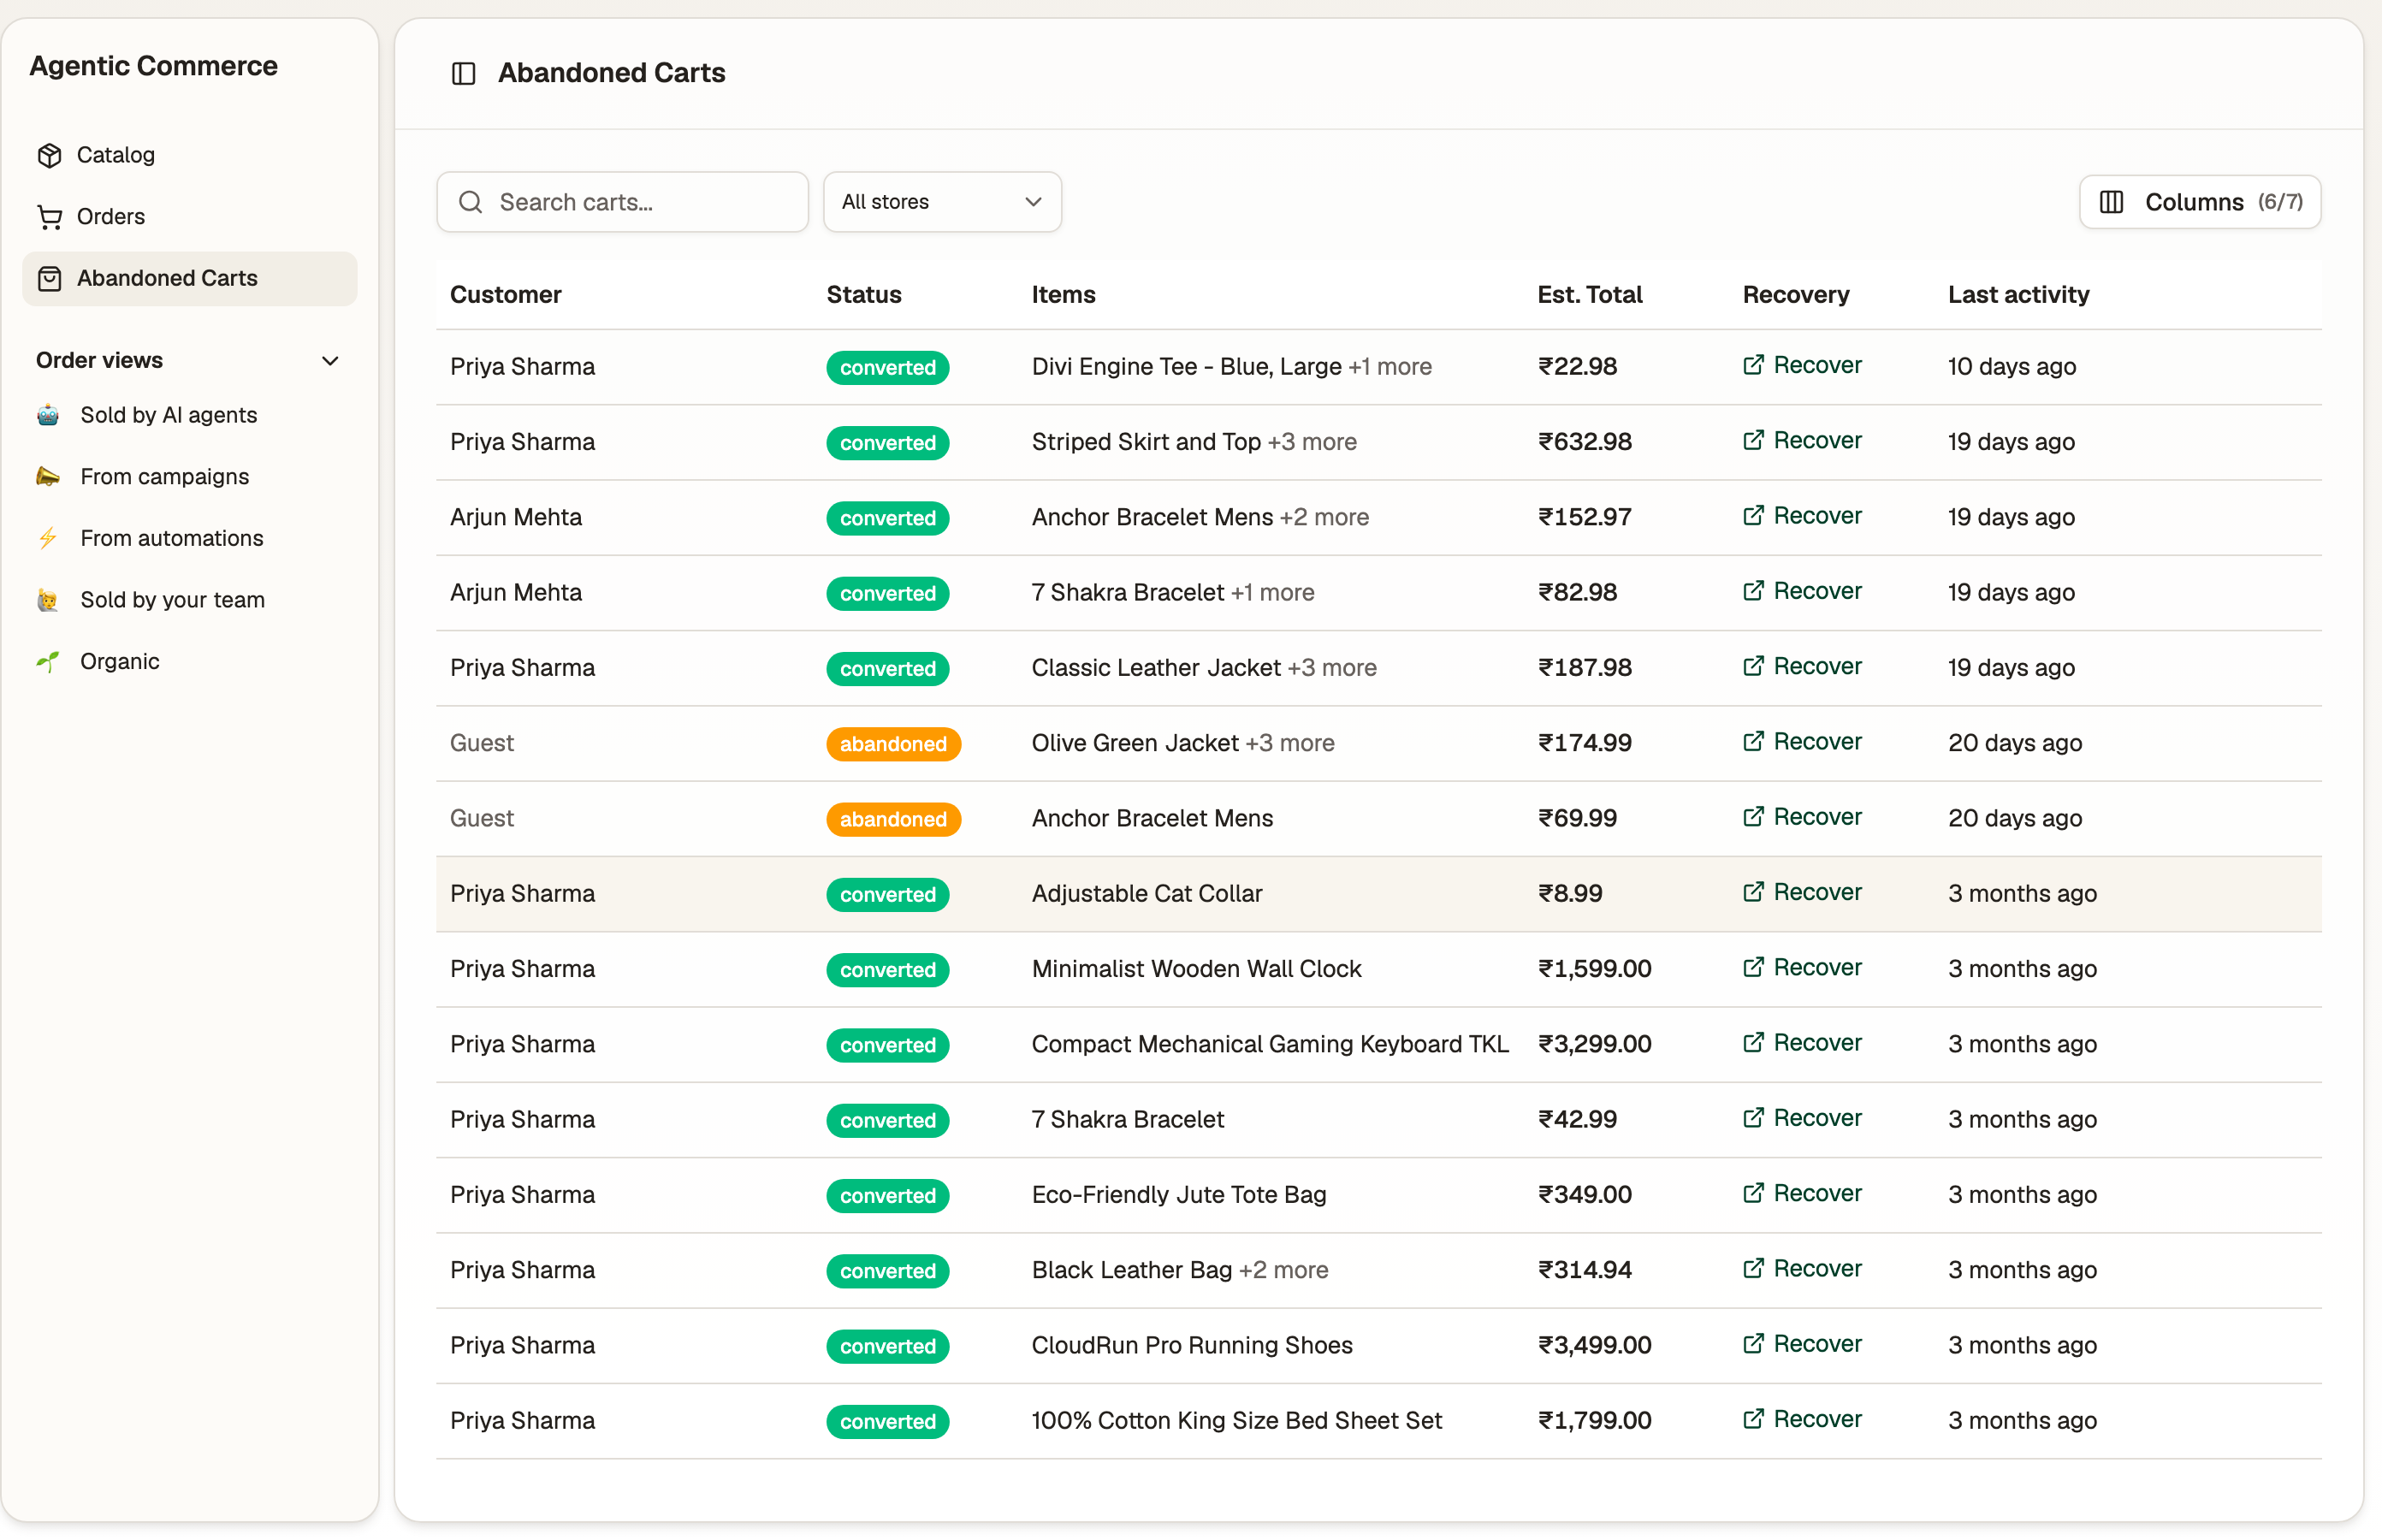 Agentic Commerce
Catalog
Orders
Abandoned Carts
Order views
Sold by AI agents
From campaigns
From automations
Sold by your team
Organic
Abandoned Carts
Search carts...
All stores
Columns (6/7)
Customer Status Items Est. Total Recovery Last activity
Priya Sharma converted Divi Engine Tee - Blue, Large +1 more ₹22.98 Recover 10 days ago
Priya Sharma converted Striped Skirt and Top +3 more ₹632.98 Recover 19 days ago
Arjun Mehta converted Anchor Bracelet Mens +2 more ₹152.97 Recover 19 days ago
Arjun Mehta converted 7 Shakra Bracelet +1 more ₹82.98 Recover 19 days ago
Priya Sharma converted Classic Leather Jacket +3 more ₹187.98 Recover 19 days ago
Guest abandoned Olive Green Jacket +3 more ₹174.99 Recover 20 days ago
Guest abandoned Anchor Bracelet Mens ₹69.99 Recover 20 days ago
Priya Sharma converted Adjustable Cat Collar ₹8.99 Recover 3 months ago
Priya Sharma converted Minimalist Wooden Wall Clock ₹1,599.00 Recover 3 months ago
Priya Sharma converted Compact Mechanical Gaming Keyboard TKL ₹3,299.00 Recover 3 months ago
Priya Sharma converted 7 Shakra Bracelet ₹42.99 Recover 3 months ago
Priya Sharma converted Eco-Friendly Jute Tote Bag ₹349.00 Recover 3 months ago
Priya Sharma converted Black Leather Bag +2 more ₹314.94 Recover 3 months ago
Priya Sharma converted CloudRun Pro Running Shoes ₹3,499.00 Recover 3 months ago
Priya Sharma converted 100% Cotton King Size Bed Sheet Set ₹1,799.00 Recover 3 months ago